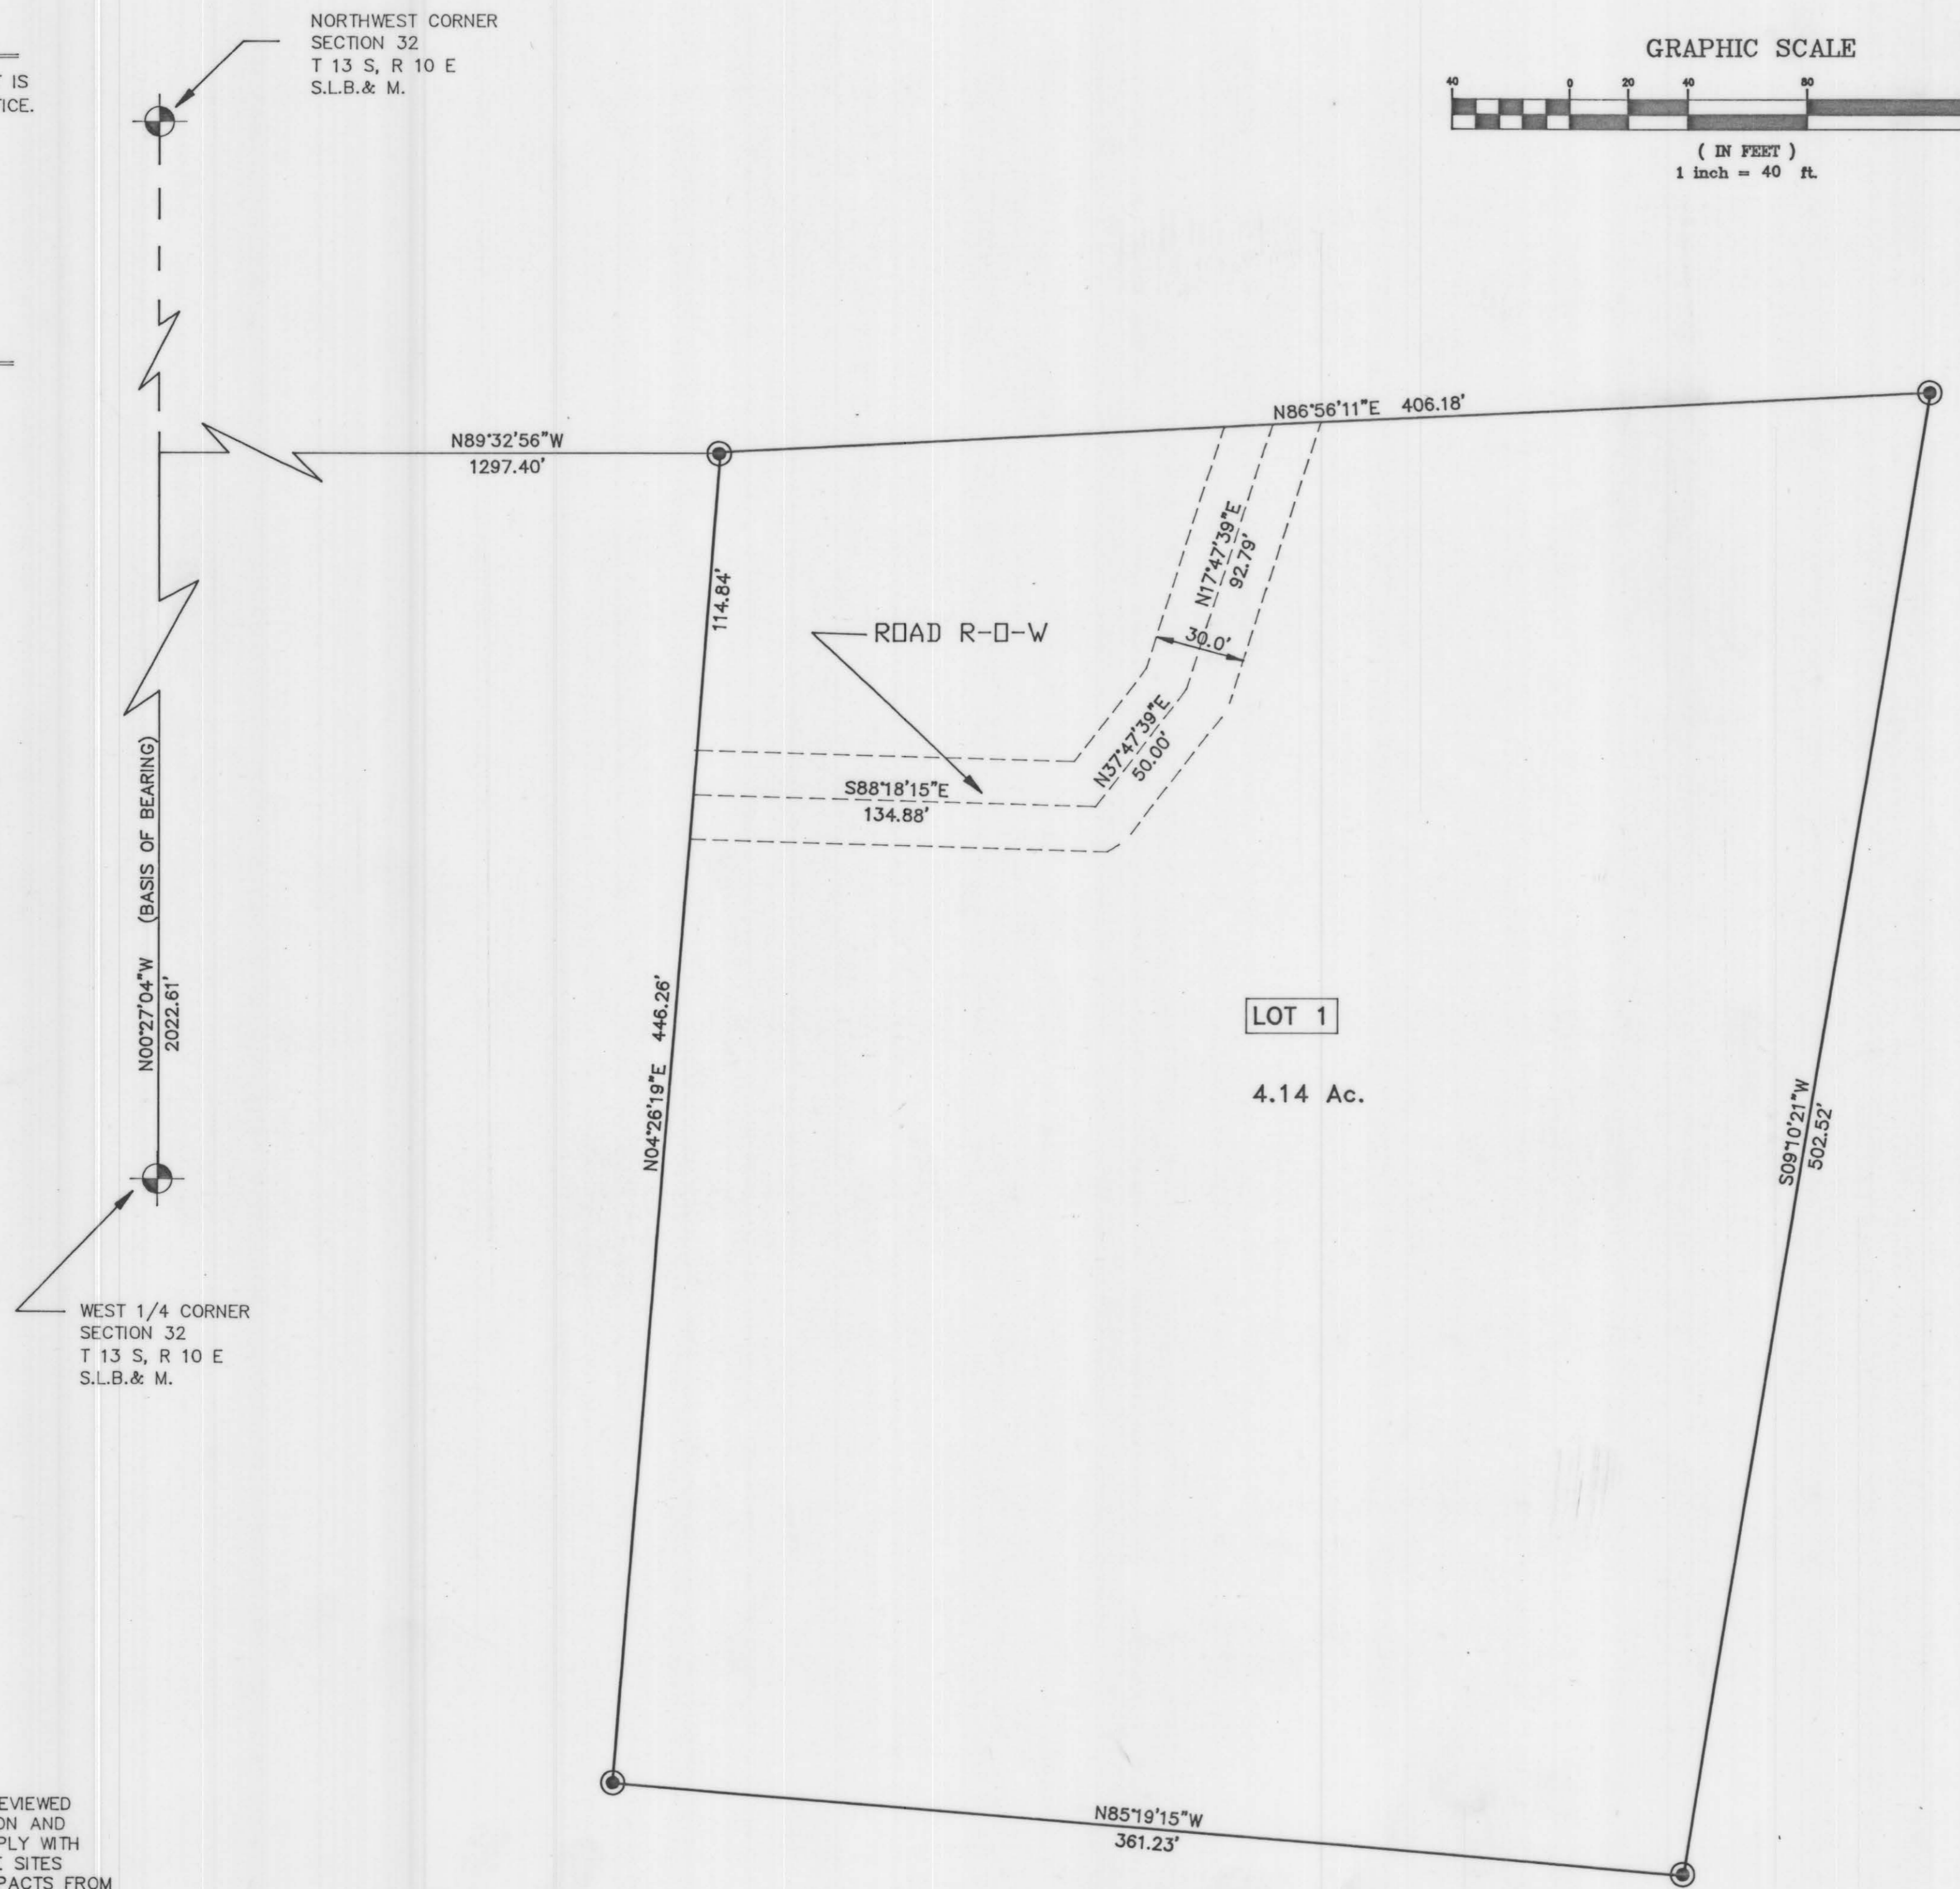 NORTHWEST CORNER
SECTION 32
T 13 S, R 10 E
S.L.B.& M.
IS
GRAPHIC SCALE
40 0 20 40 80
( IN FEET )
1 inch = 40 ft.
N86°56'11"E 406.18'
N89°32'56"W
1297.40'
114.84'
ROAD R-O-W
N17°47'39"E
92.79'
30.0'
N37°47'39"E
50.00'
S88°18'15"E
134.88'
N00°27'04"W (BASIS OF BEARING)
2022.61'
N04°26'19"E 446.26'
LOT 1
4.14 Ac.
S09°10'21"W
502.52'
WEST 1/4 CORNER
SECTION 32
T 13 S, R 10 E
S.L.B.& M.
N85°19'15"W
361.23'
EVIEWED
ON AND
PLY WITH
SITES
PACTS FROM